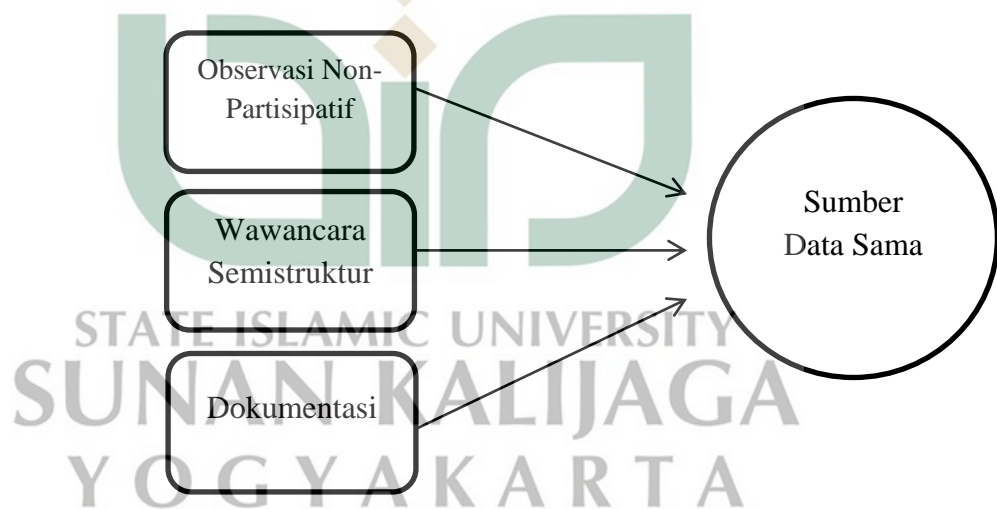 Observasi Non-
Partisipatif
Wawancara
Semistruktur
Dokumentasi
Sumber
Data Sama
STATE ISLAMIC UNIVERSITY
SUNAN KALIJAGA
YOGYAKARTA